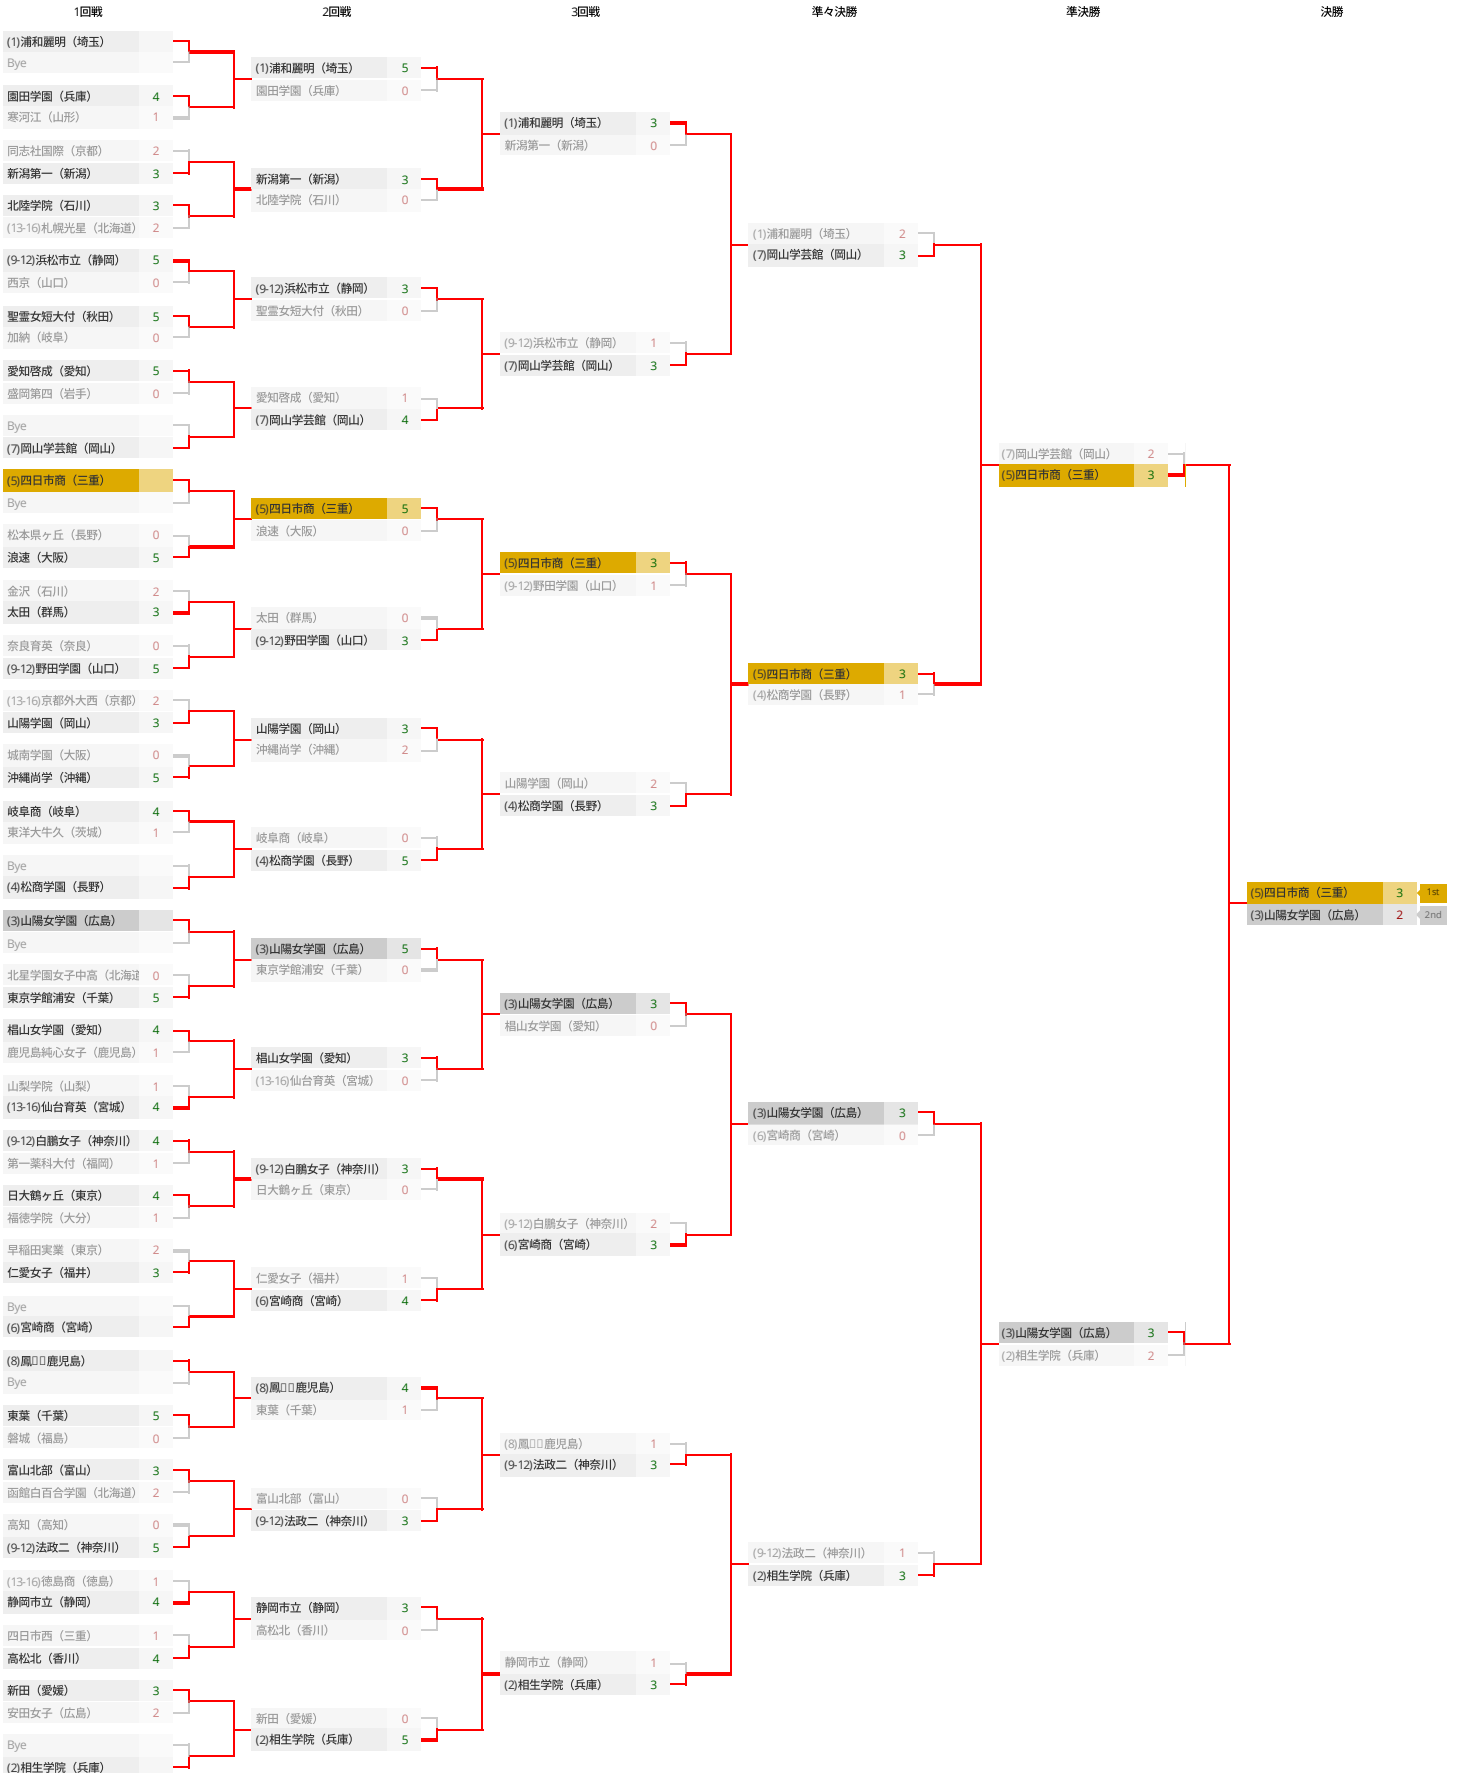 1回戦
2回戦
3回戦
準々決勝
準決勝
決勝
(1)浦和麗明（埼玉）
Bye
園田学園（兵庫） 4
寒河江（山形） 1
同志社国際（京都） 2
新潟第一（新潟） 3
北陸学院（石川） 3
(13-16)札幌光星（北海道） 2
(9-12)浜松市立（静岡） 5
西京（山口） 0
聖霊女短大付（秋田） 5
加納（岐阜） 0
愛知啓成（愛知） 5
盛岡第四（岩手） 0
Bye
(7)岡山学芸館（岡山）
(5)四日市商（三重）
Bye
松本県ヶ丘（長野） 0
浪速（大阪） 5
金沢（石川） 2
太田（群馬） 3
奈良育英（奈良） 0
(9-12)野田学園（山口） 5
(13-16)京都外大西（京都） 2
山陽学園（岡山） 3
城南学園（大阪） 0
沖縄尚学（沖縄） 5
岐阜商（岐阜） 4
東洋大牛久（茨城） 1
Bye
(4)松商学園（長野）
(3)山陽女学園（広島）
Bye
北星学園女子中高（北海道 0
東京学館浦安（千葉） 5
椙山女学園（愛知） 4
鹿児島純心女子（鹿児島） 1
山梨学院（山梨） 1
(13-16)仙台育英（宮城） 4
(9-12)白鵬女子（神奈川） 4
第一薬科大付（福岡） 1
日大鶴ヶ丘（東京） 4
福徳学院（大分） 1
早稲田実業（東京） 2
仁愛女子（福井） 3
Bye
(6)宮崎商（宮崎）
(8)鳳 鹿児島）
Bye
東葉（千葉） 5
磐城（福島） 0
富山北部（富山） 3
函館白百合学園（北海道） 2
高知（高知） 0
(9-12)法政二（神奈川） 5
(13-16)徳島商（徳島） 1
静岡市立（静岡） 4
四日市西（三重） 1
高松北（香川） 4
新田（愛媛） 3
安田女子（広島） 2
Bye
(2)相生学院（兵庫）
(1)浦和麗明（埼玉） 5
園田学園（兵庫） 0
新潟第一（新潟） 3
北陸学院（石川） 0
(9-12)浜松市立（静岡） 3
聖霊女短大付（秋田） 0
愛知啓成（愛知） 1
(7)岡山学芸館（岡山） 4
(5)四日市商（三重） 5
浪速（大阪） 0
太田（群馬） 0
(9-12)野田学園（山口） 3
山陽学園（岡山） 3
沖縄尚学（沖縄） 2
岐阜商（岐阜） 0
(4)松商学園（長野） 5
(3)山陽女学園（広島） 5
東京学館浦安（千葉） 0
椙山女学園（愛知） 3
(13-16)仙台育英（宮城） 0
(9-12)白鵬女子（神奈川） 3
日大鶴ヶ丘（東京） 0
仁愛女子（福井） 1
(6)宮崎商（宮崎） 4
(8)鳳 鹿児島） 4
東葉（千葉） 1
富山北部（富山） 0
(9-12)法政二（神奈川） 3
静岡市立（静岡） 3
高松北（香川） 0
新田（愛媛） 0
(2)相生学院（兵庫） 5
(1)浦和麗明（埼玉） 3
新潟第一（新潟） 0
(9-12)浜松市立（静岡） 1
(7)岡山学芸館（岡山） 3
(5)四日市商（三重） 3
(9-12)野田学園（山口） 1
山陽学園（岡山） 2
(4)松商学園（長野） 3
(3)山陽女学園（広島） 3
椙山女学園（愛知） 0
(9-12)白鵬女子（神奈川） 2
(6)宮崎商（宮崎） 3
(8)鳳 鹿児島） 1
(9-12)法政二（神奈川） 3
静岡市立（静岡） 1
(2)相生学院（兵庫） 3
(1)浦和麗明（埼玉） 2
(7)岡山学芸館（岡山） 3
(5)四日市商（三重） 3
(4)松商学園（長野） 1
(3)山陽女学園（広島） 3
(6)宮崎商（宮崎） 0
(9-12)法政二（神奈川） 1
(2)相生学院（兵庫） 3
(7)岡山学芸館（岡山） 2
(5)四日市商（三重） 3
(3)山陽女学園（広島） 3
(2)相生学院（兵庫） 2
(5)四日市商（三重） 3 1st
(3)山陽女学園（広島） 2 2nd